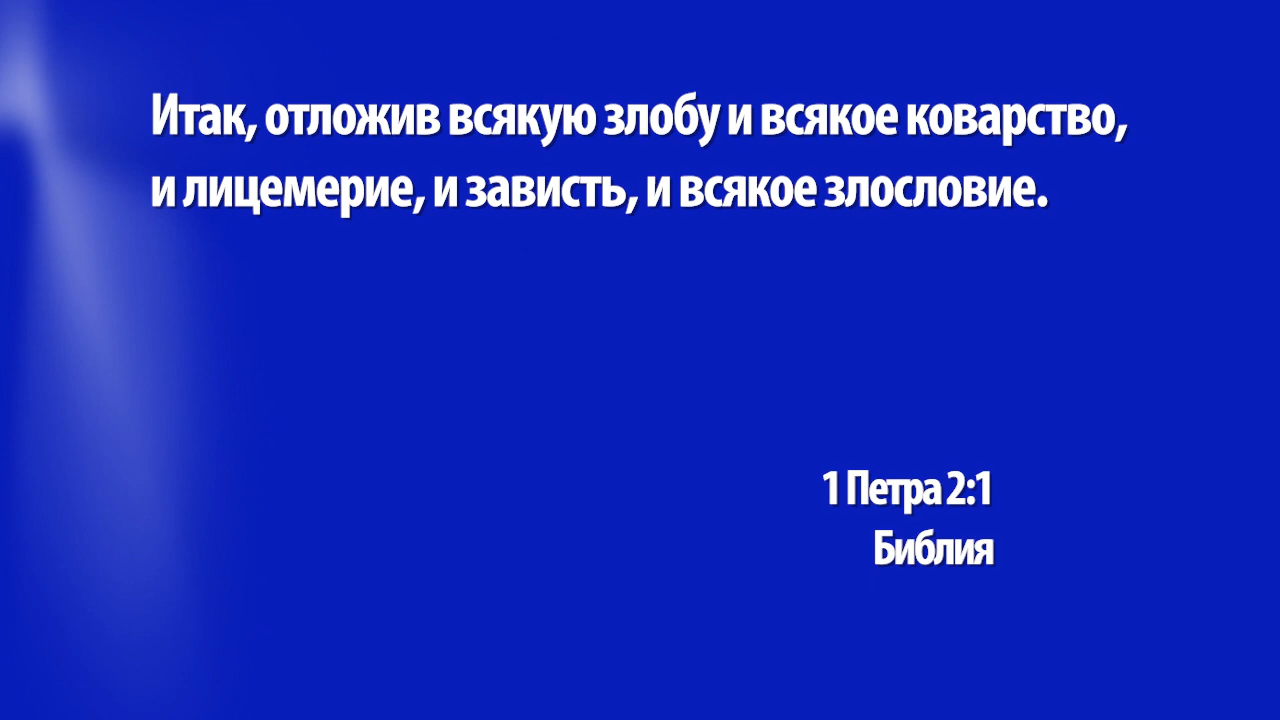 Итак, отложив всякую злобу и всякое коварство,
и лицемерие, и зависть, и всякое злословие.
1 Петра 2:1
Библия